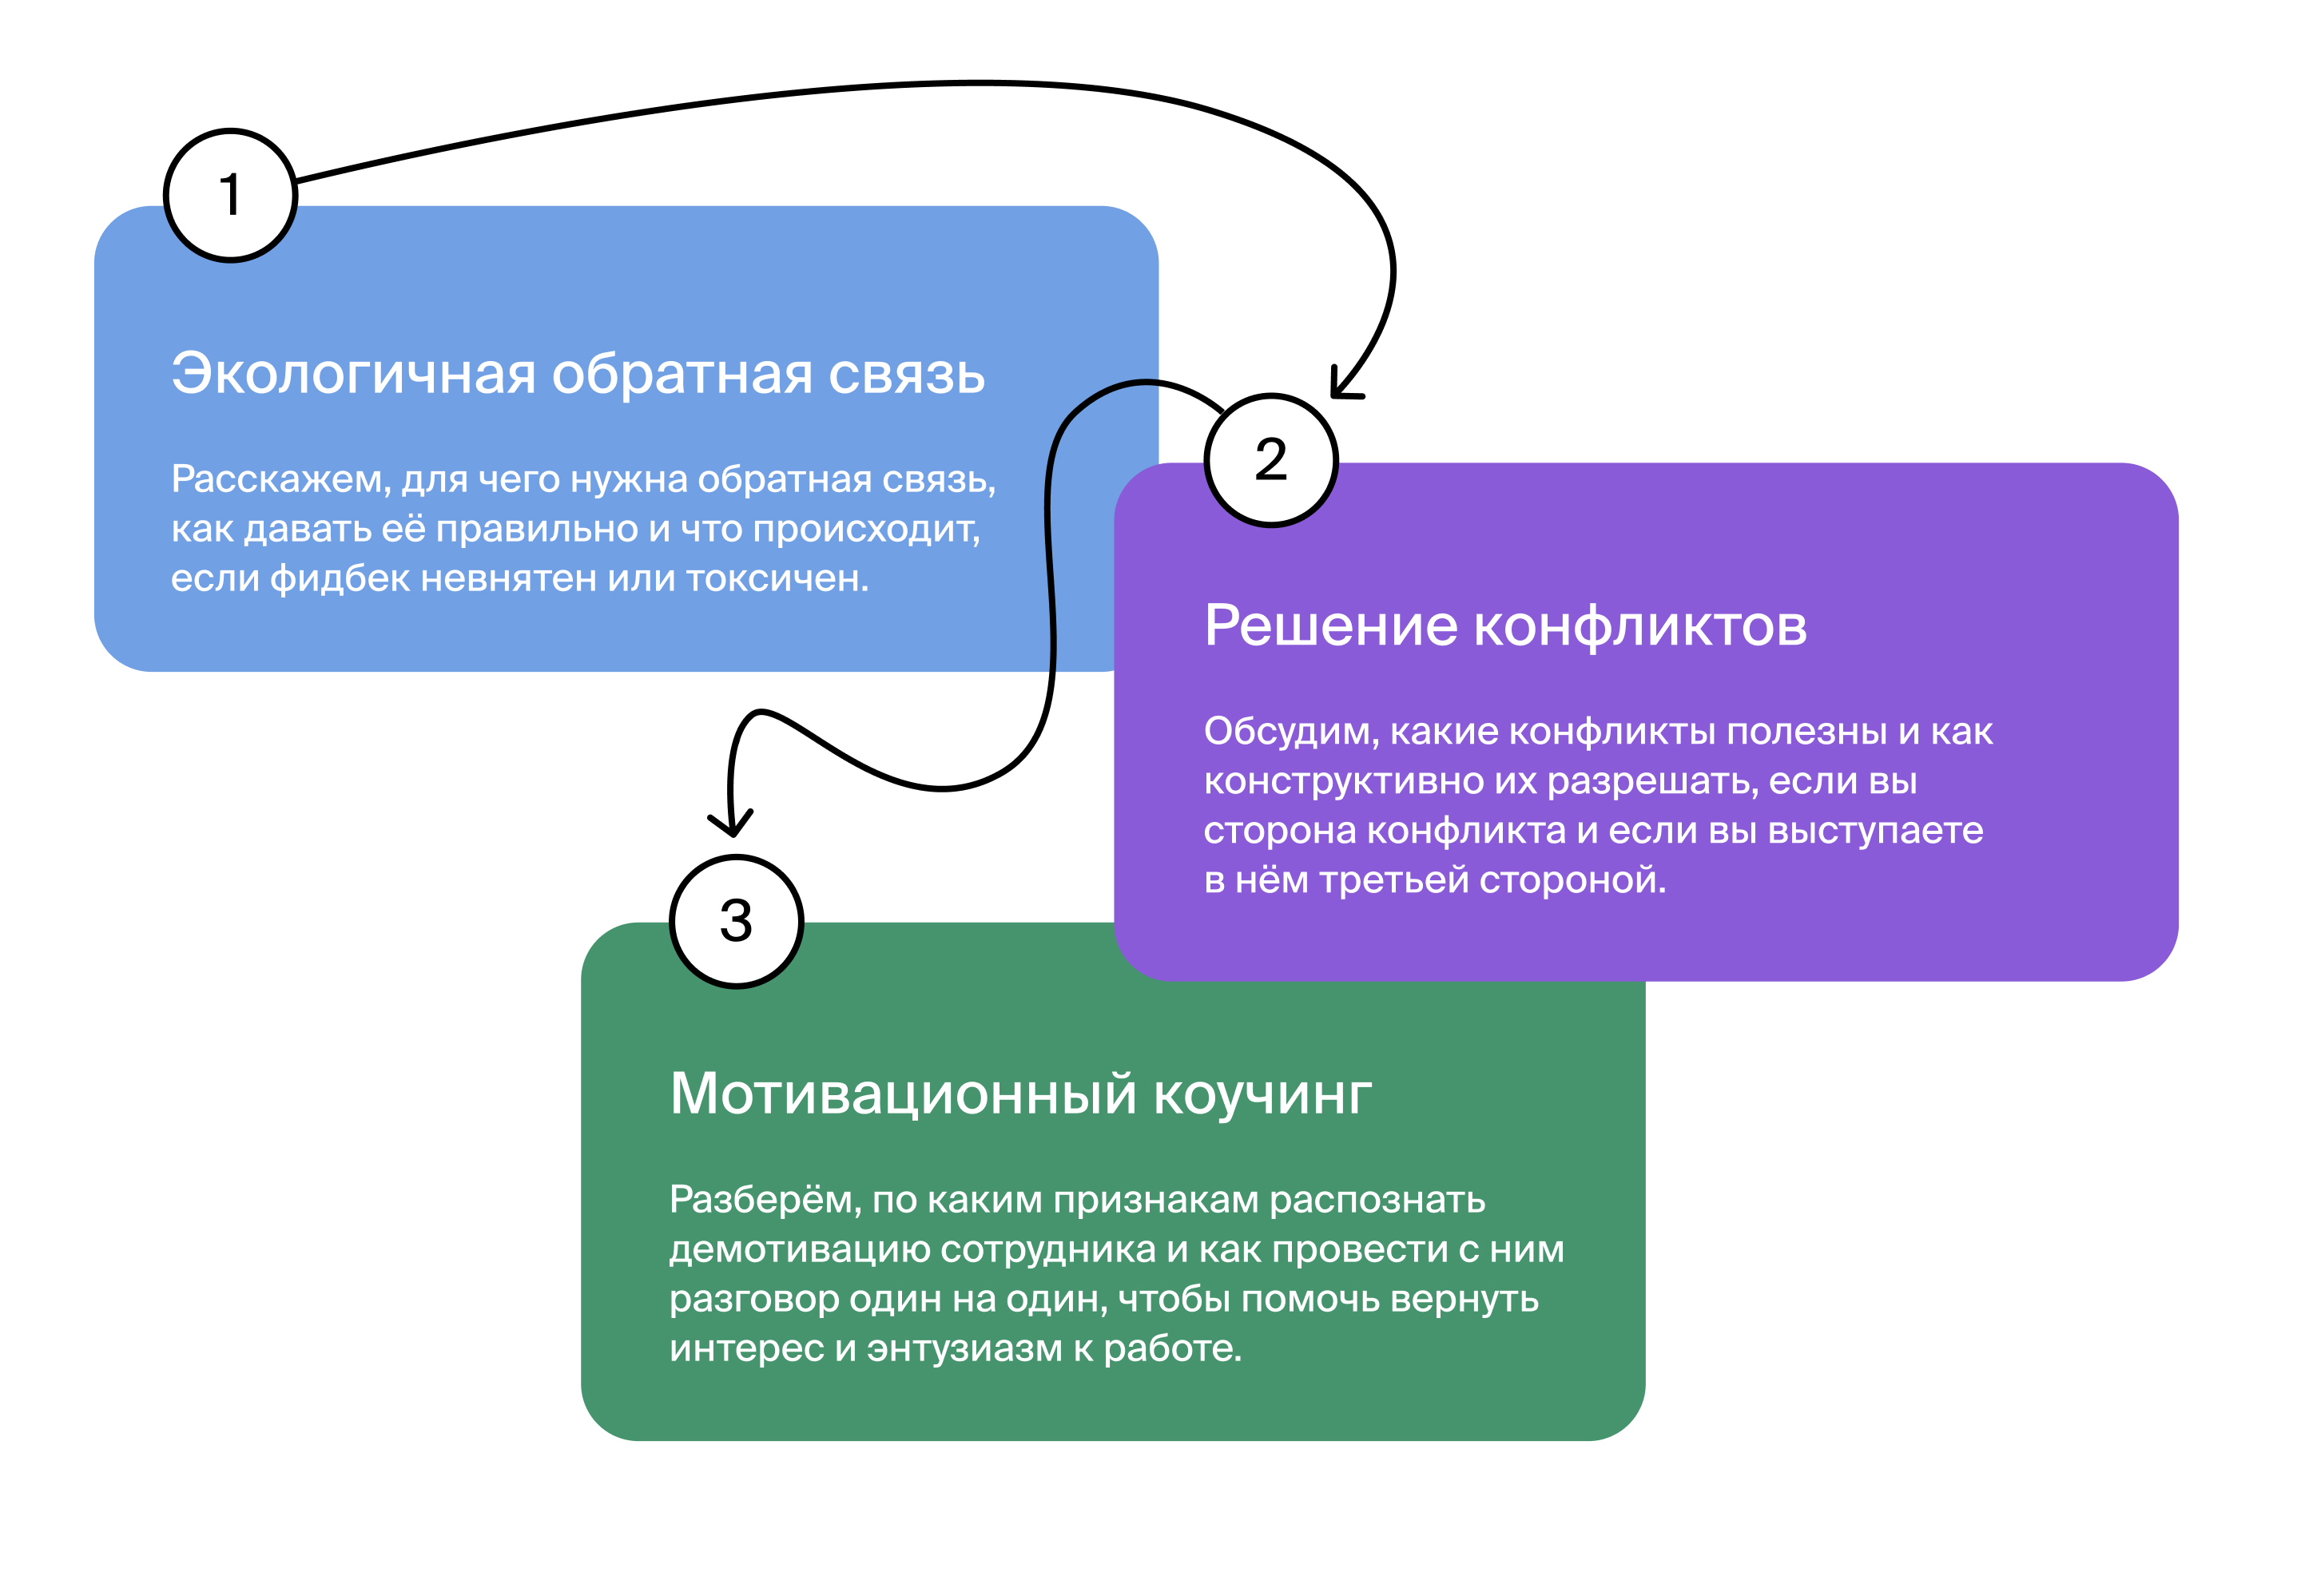 1
Экологичная обратная связь
Расскажем, для чего нужна обратная связь,
как давать её правильно и что происходит,
если фидбек невнятен или токсичен.
2
Решение конфликтов
Обсудим, какие конфликты полезны и как
конструктивно их разрешать, если вы
сторона конфликта и если вы выступаете
в нём третьей стороной.
3
Мотивационный коучинг
Разберём, по каким признакам распознать
демотивацию сотрудника и как провести с ним
разговор один на один, чтобы помочь вернуть
интерес и энтузиазм к работе.